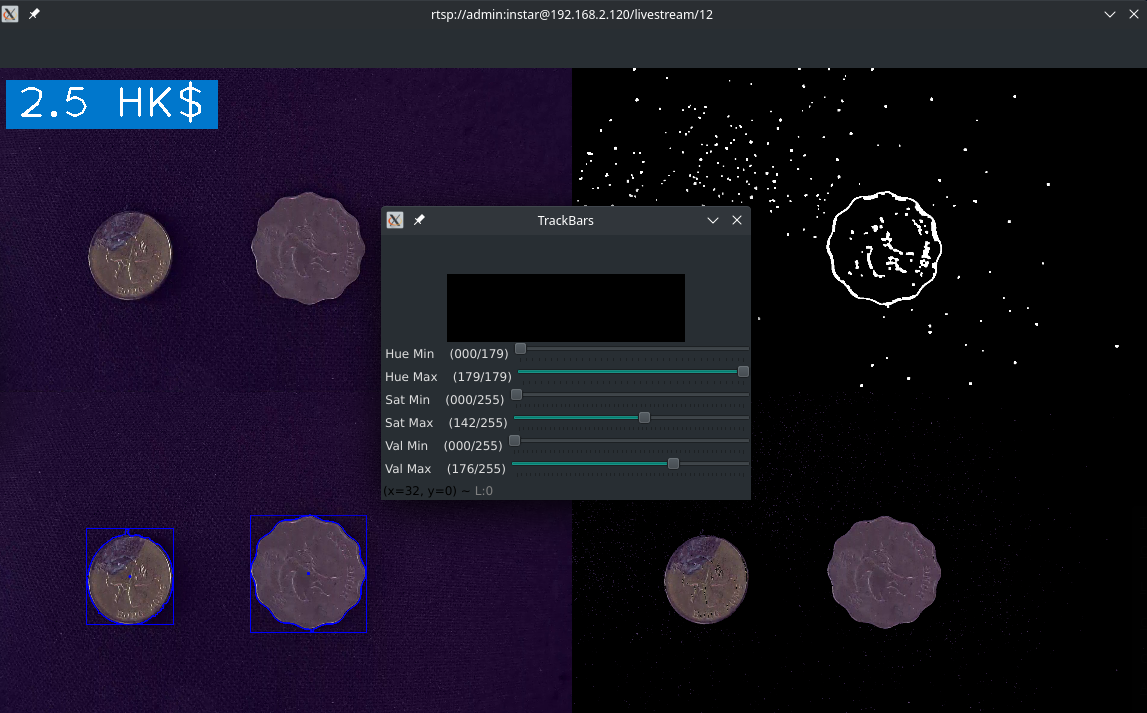 rtsp://admin:instar@192.168.2.120/livestream/12
2.5 HK$
TrackBars
Hue Min (000/179)
Hue Max (179/179)
Sat Min (000/255)
Sat Max (142/255)
Val Min (000/255)
Val Max (176/255)
(x=32, y=0) ~ L:0